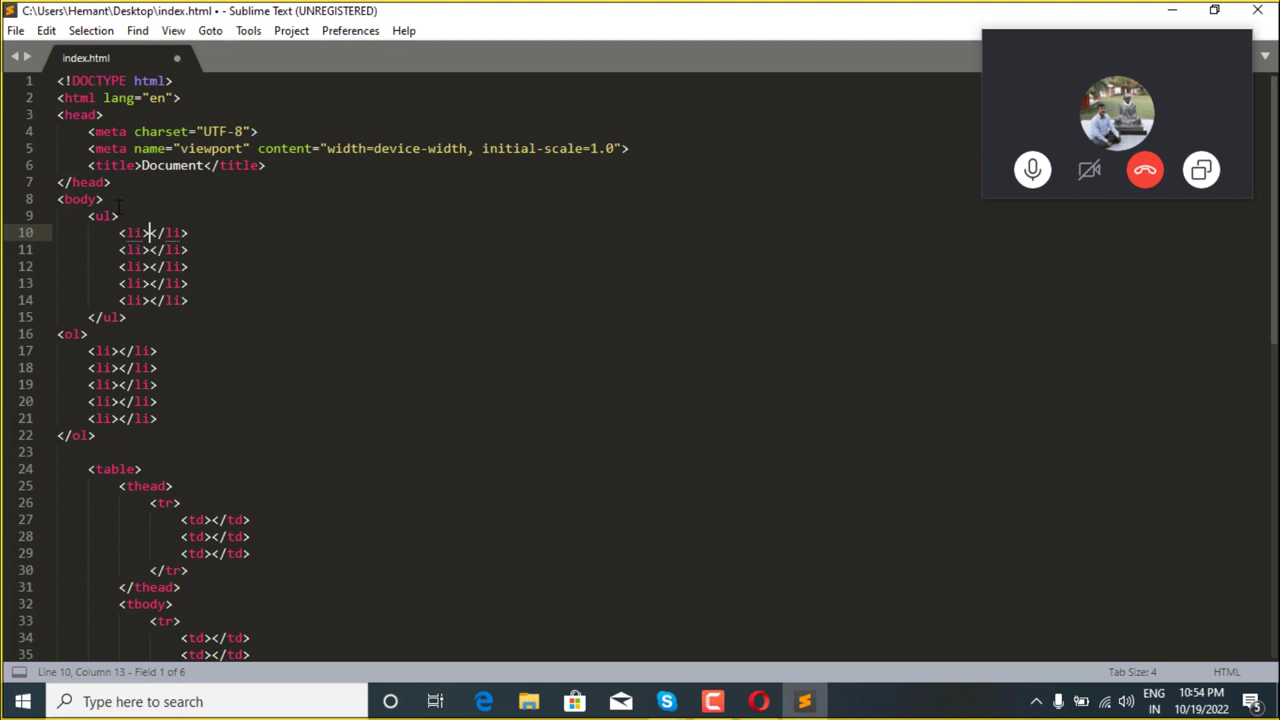 C:\Users\Hemant\Desktop\index.html • - Sublime Text (UNREGISTERED)
File Edit Selection Find View Goto Tools Project Preferences Help
index.html
1 <!DOCTYPE html>
2 <html lang="en">
3 <head>
4 <meta charset="UTF-8">
5 <meta name="viewport" content="width=device-width, initial-scale=1.0">
6 <title>Document</title>
7 </head>
8 <body>
9 <ul>
10 <li></li>
11 <li></li>
12 <li></li>
13 <li></li>
14 <li></li>
15 </ul>
16 <ol>
17 <li></li>
18 <li></li>
19 <li></li>
20 <li></li>
21 <li></li>
22 </ol>
23
24 <table>
25 <thead>
26 <tr>
27 <td></td>
28 <td></td>
29 <td></td>
30 </tr>
31 </thead>
32 <tbody>
33 <tr>
34 <td></td>
35 <td></td>
Line 10, Column 13 - Field 1 of 6 Tab Size: 4 HTML
Type here to search ENG IN 10:54 PM 10/19/2022 5